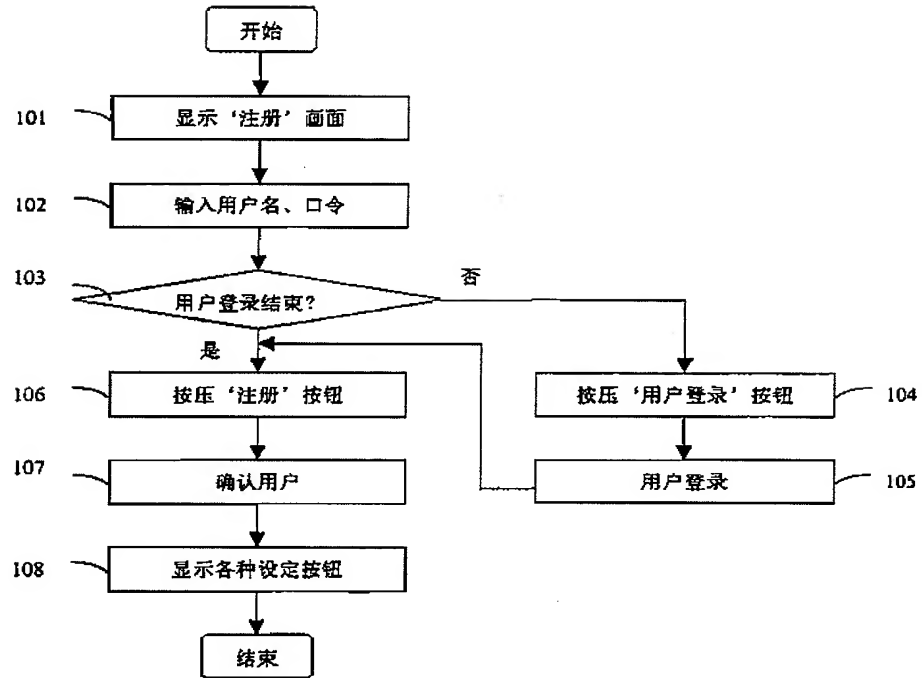 开始
101
显示‘注册’画面
102
输入用户名、口令
103
用户登录结束?
否
是
106
按压‘注册’按钮
按压‘用户登录’按钮
104
107
确认用户
用户登录
105
108
显示各种设定按钮
结束